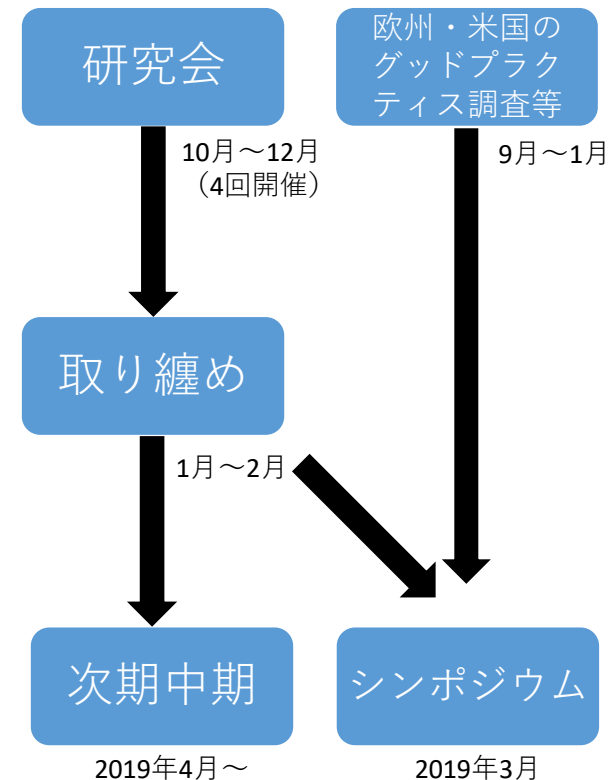 研究会
欧州・米国の
グッドプラク
ティス調査等
10月～12月
（4回開催）
9月～1月
取り纏め
1月～2月
次期中期
シンポジウム
2019年4月～
2019年3月